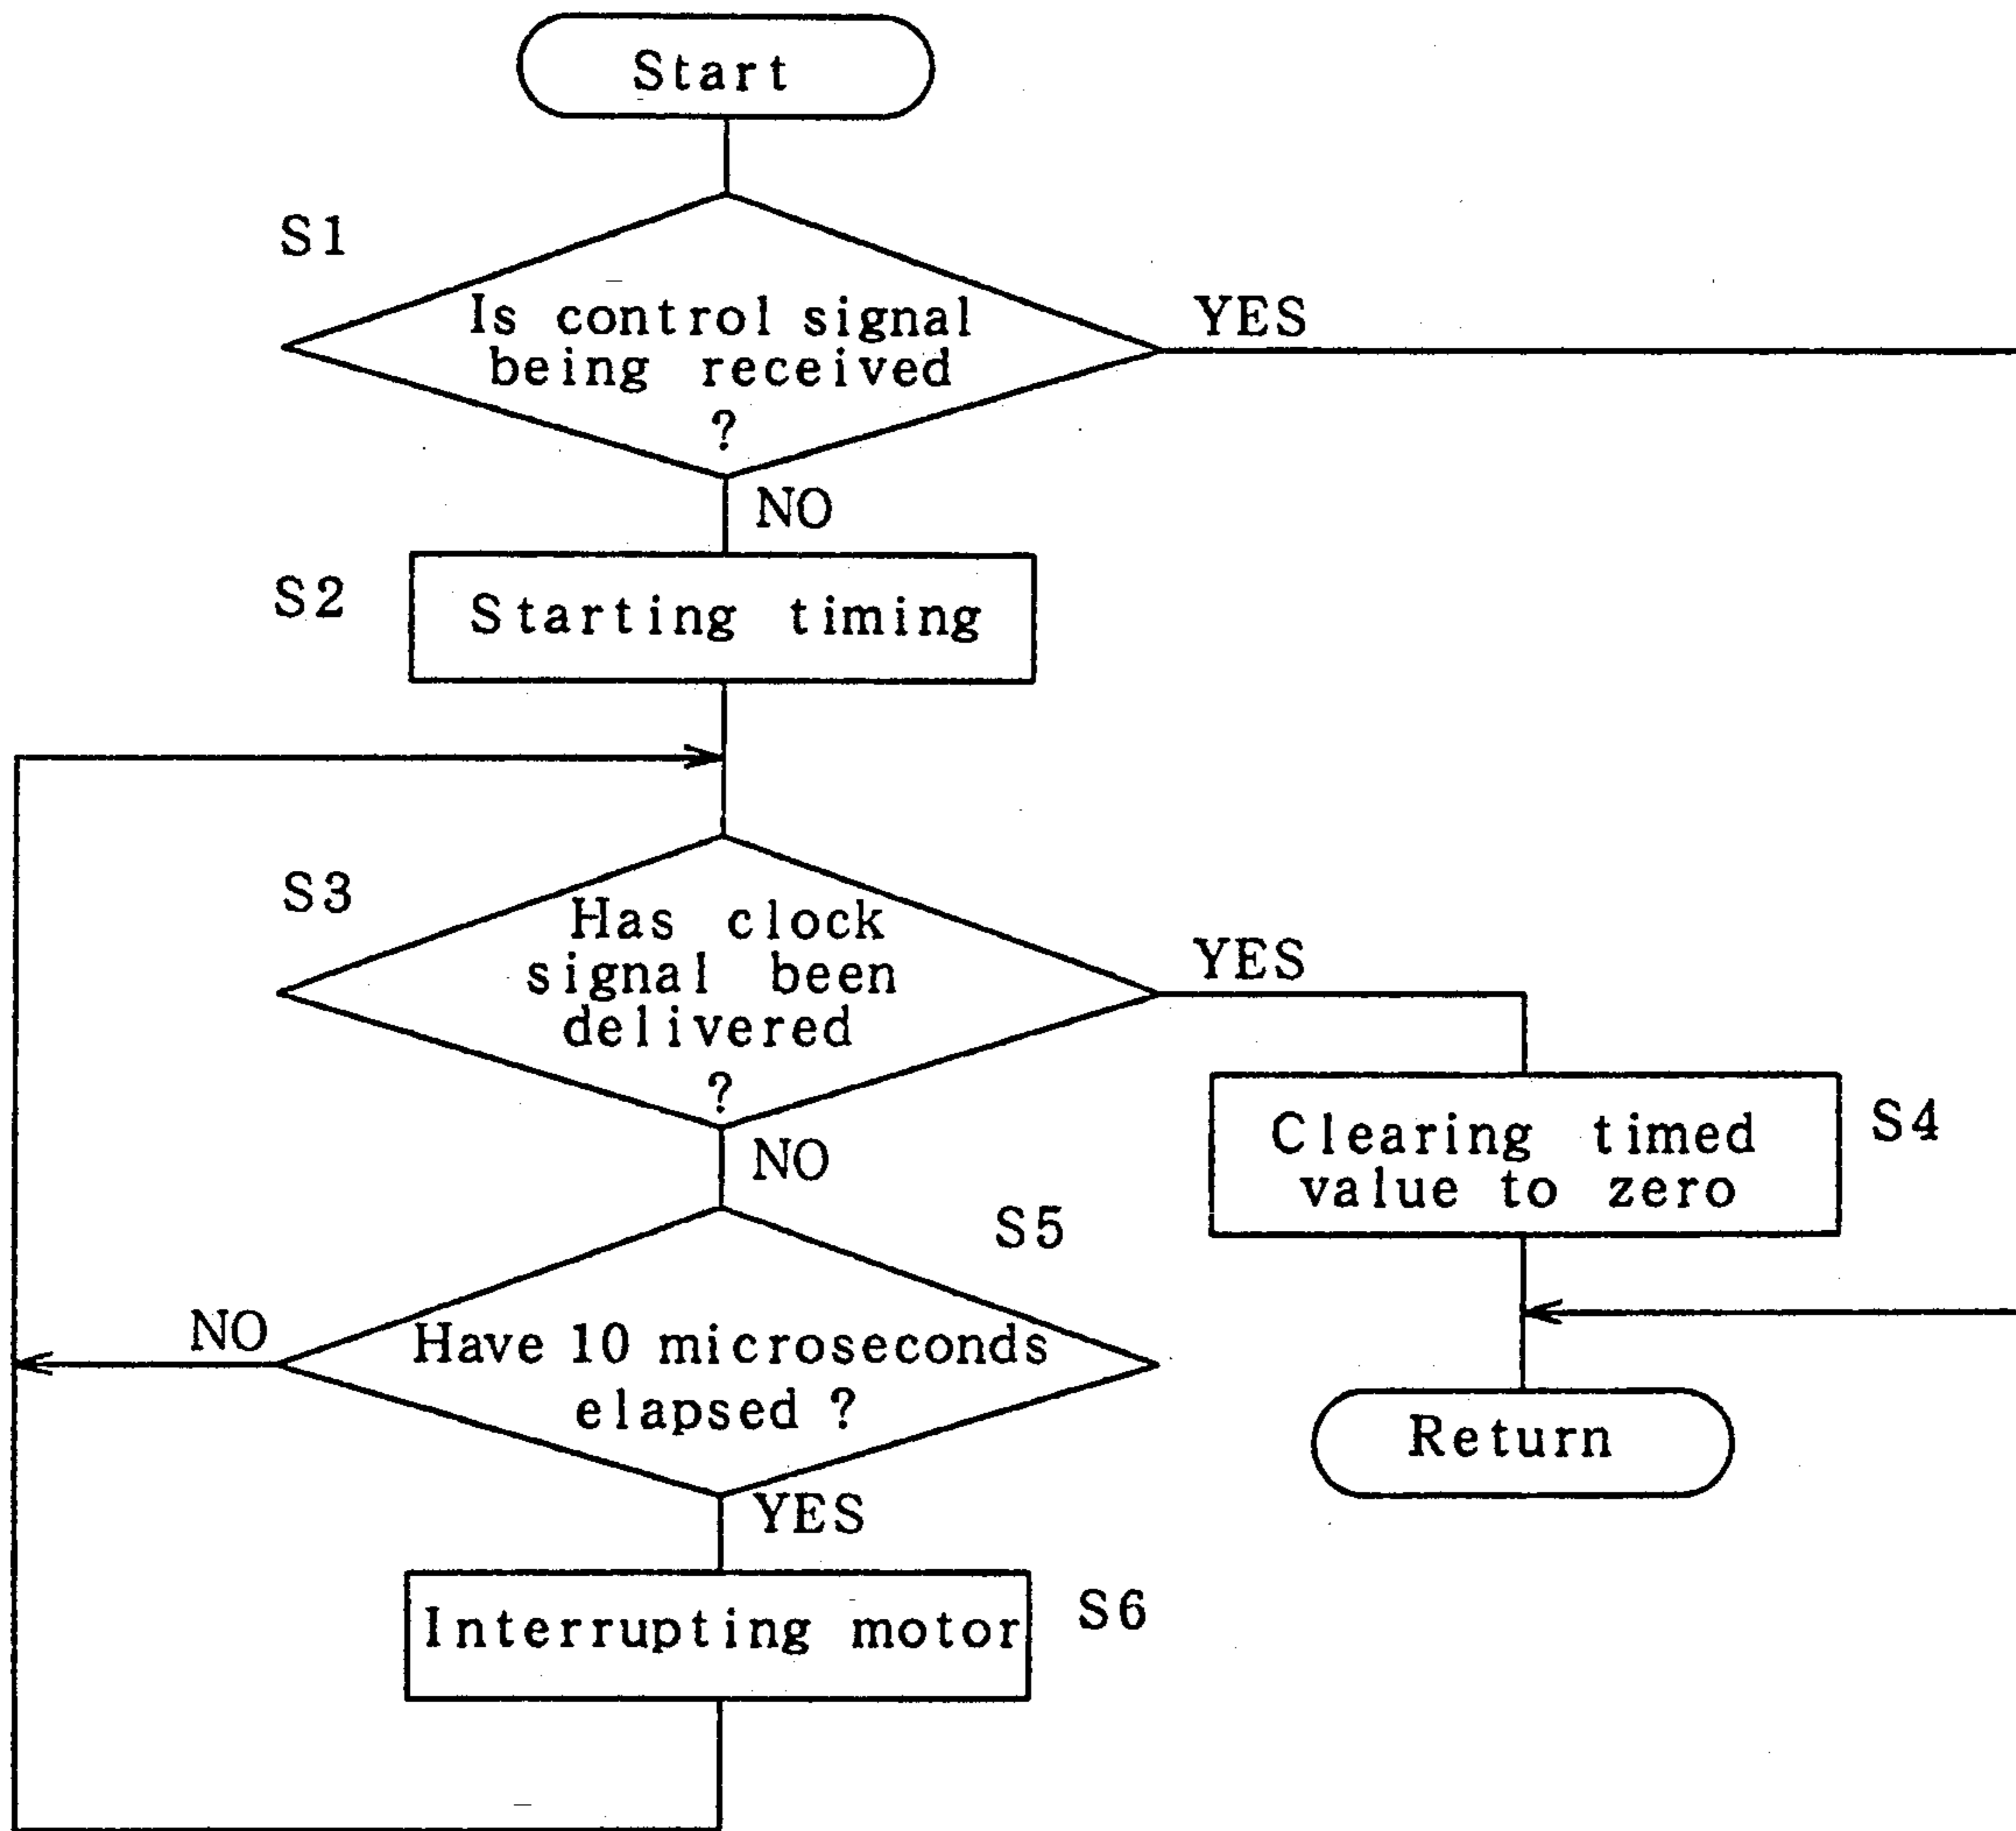 Start
S1
Is control signal
being received
?
YES
NO
S2
Starting timing
S3
Has clock
signal been
delivered
?
YES
NO
Clearing timed
value to zero
S4
S5
Have 10 microseconds
elapsed ?
NO
YES
Return
Interrupting motor
S6